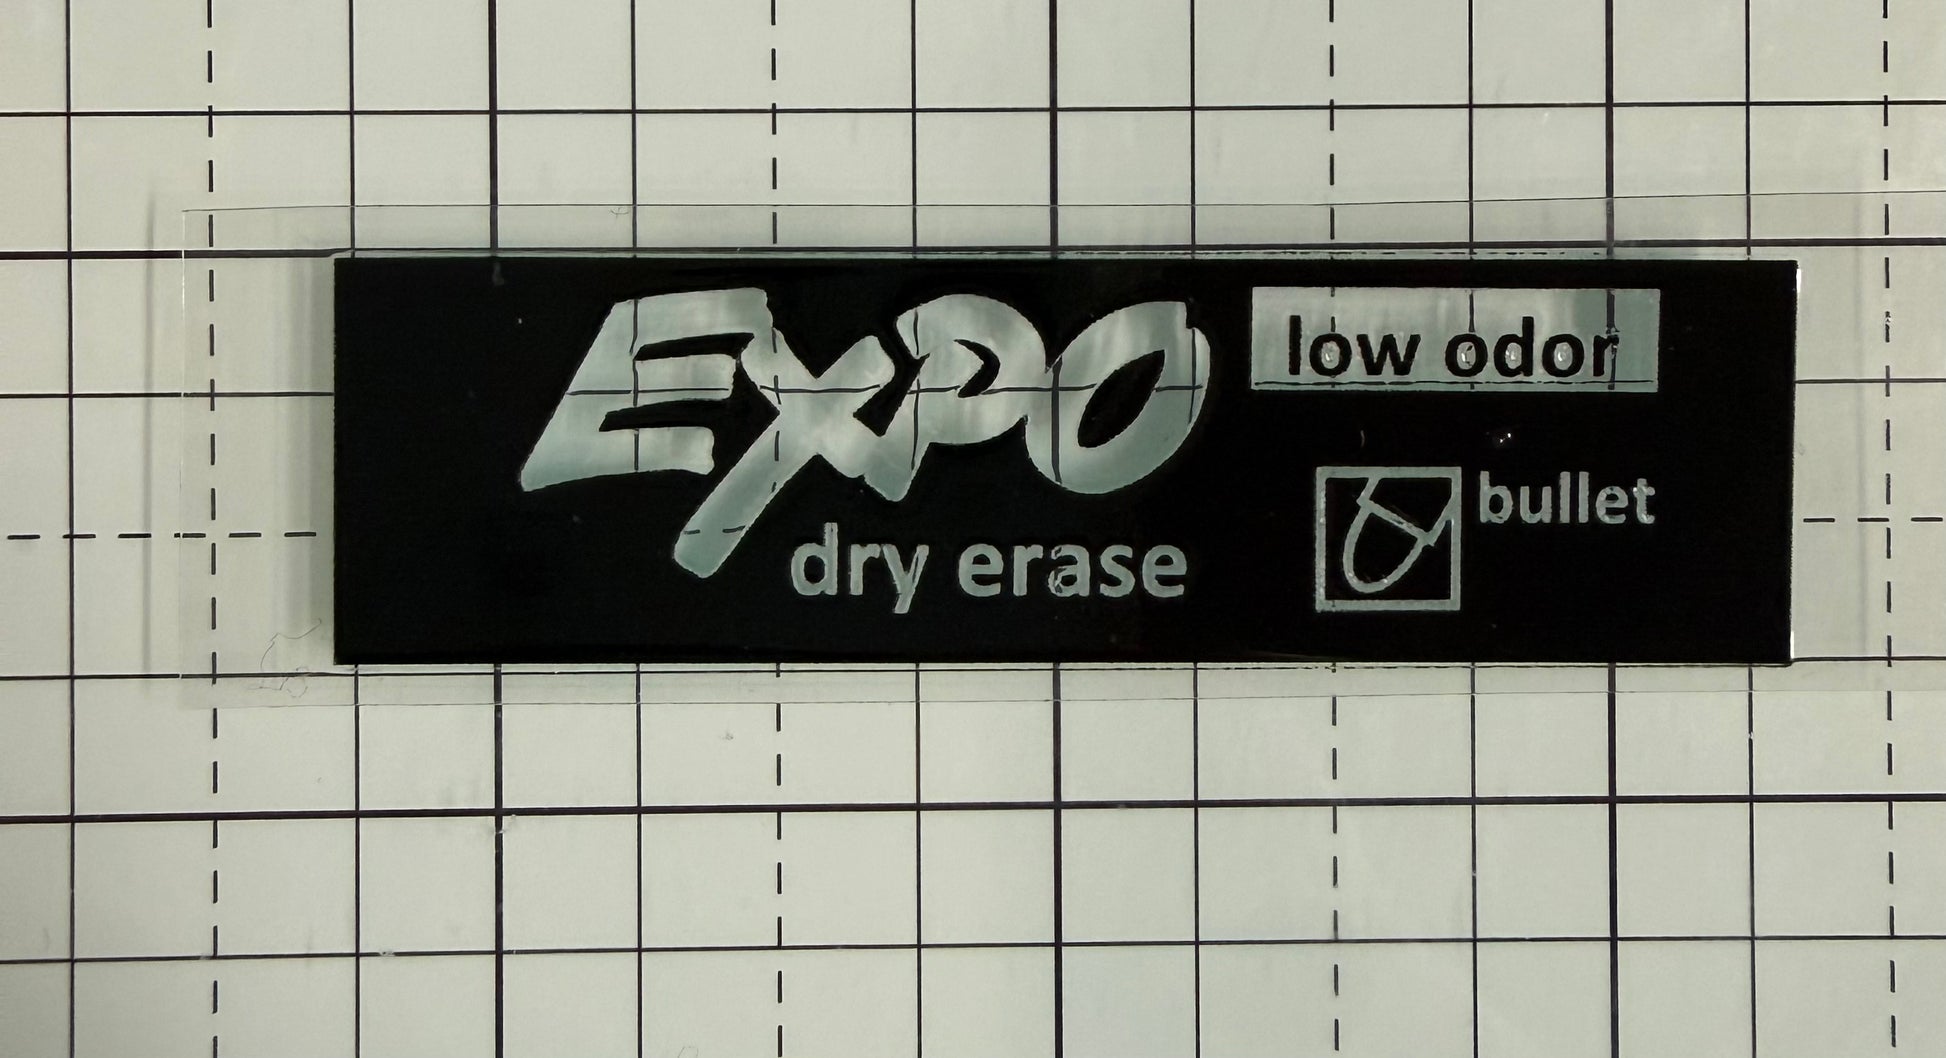 EXPO
low odor
bullet
dry erase